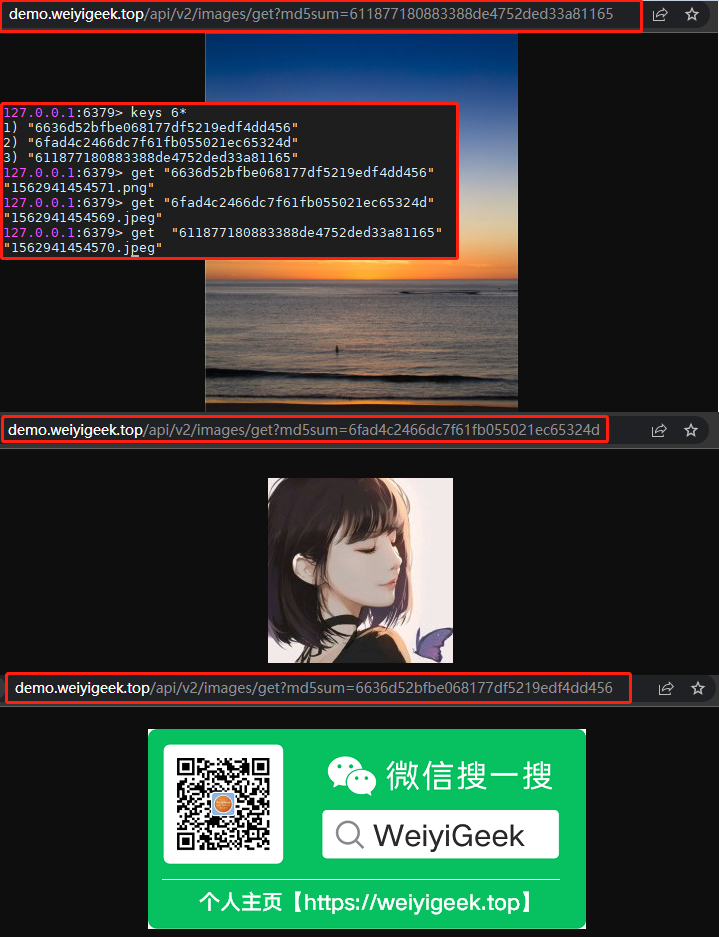 demo.weiyigeek.top/api/v2/images/get?md5sum=611877180883388de4752ded33a81165
127.0.0.1:6379> keys 6*
1) "6636d52bfbe068177df5219edf4dd456"
2) "6fad4c2466dc7f61fb055021ec65324d"
3) "611877180883388de4752ded33a81165"
127.0.0.1:6379> get "6636d52bfbe068177df5219edf4dd456"
"1562941454571.png"
127.0.0.1:6379> get "6fad4c2466dc7f61fb055021ec65324d"
"1562941454569.jpeg"
127.0.0.1:6379> get  "611877180883388de4752ded33a81165"
"1562941454570.jpeg"
demo.weiyigeek.top/api/v2/images/get?md5sum=6fad4c2466dc7f61fb055021ec65324d
demo.weiyigeek.top/api/v2/images/get?md5sum=6636d52bfbe068177df5219edf4dd456
微信搜一搜
WeiyiGeek
个人主页【https://weiyigeek.top】